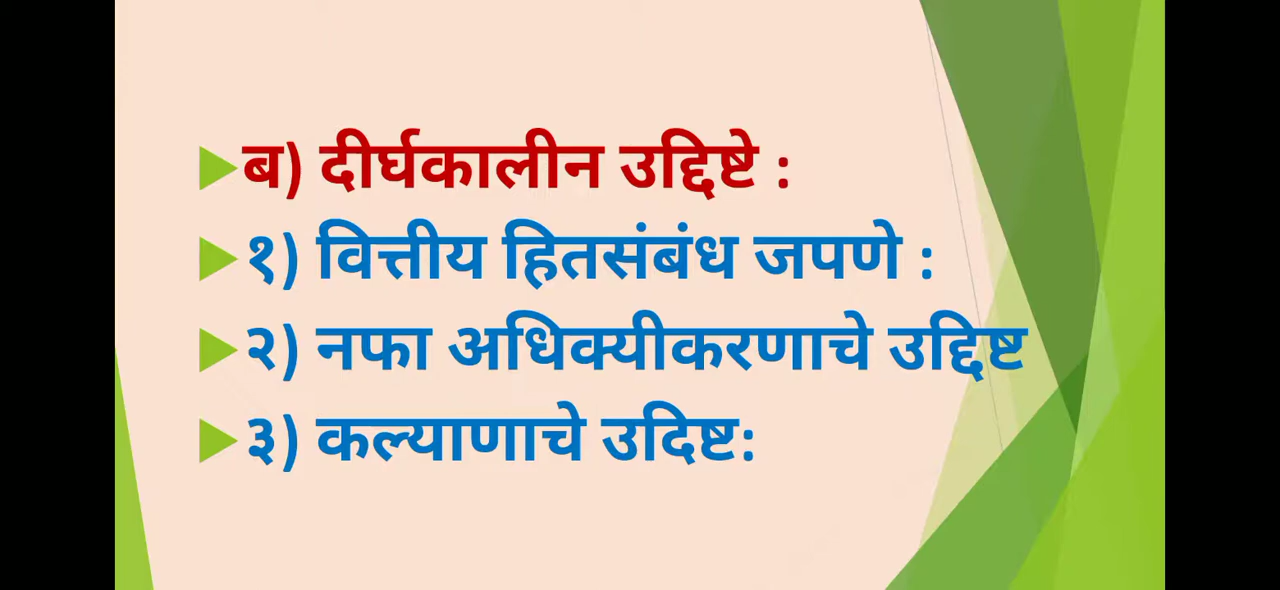 ब) दीर्घकालीन उद्दिष्टे :
१) वित्तीय हितसंबंध जपणे :
२) नफा अधिक्यीकरणाचे उद्दिष्ट
३) कल्याणाचे उदिष्ट: